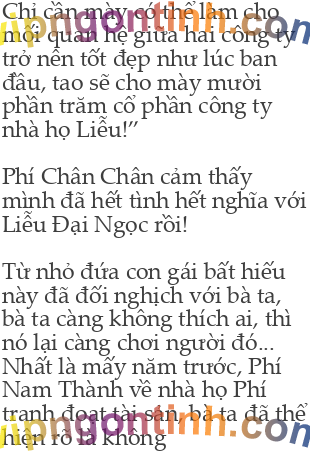 Chỉ cần mày có thể làm cho
mối quan hệ giữa hai công ty
trở nên tốt đẹp như lúc ban
đầu, tao sẽ cho mày mười
phần trăm cổ phần công ty
nhà họ Liễu!”
Phí Chân Chân cảm thấy
mình đã hết tình hết nghĩa với
Liễu Đại Ngọc rồi!
Từ nhỏ đứa con gái bất hiếu
này đã đối nghịch với bà ta,
bà ta càng không thích ai, thì
nó lại càng chơi người đó...
Nhất là mấy năm trước, Phí
Nam Thành về nhà họ Phí
tranh đoạt tài sản, bà ta đã thể
hiện rõ là không
vipngontinh.com
vipngontinh.com